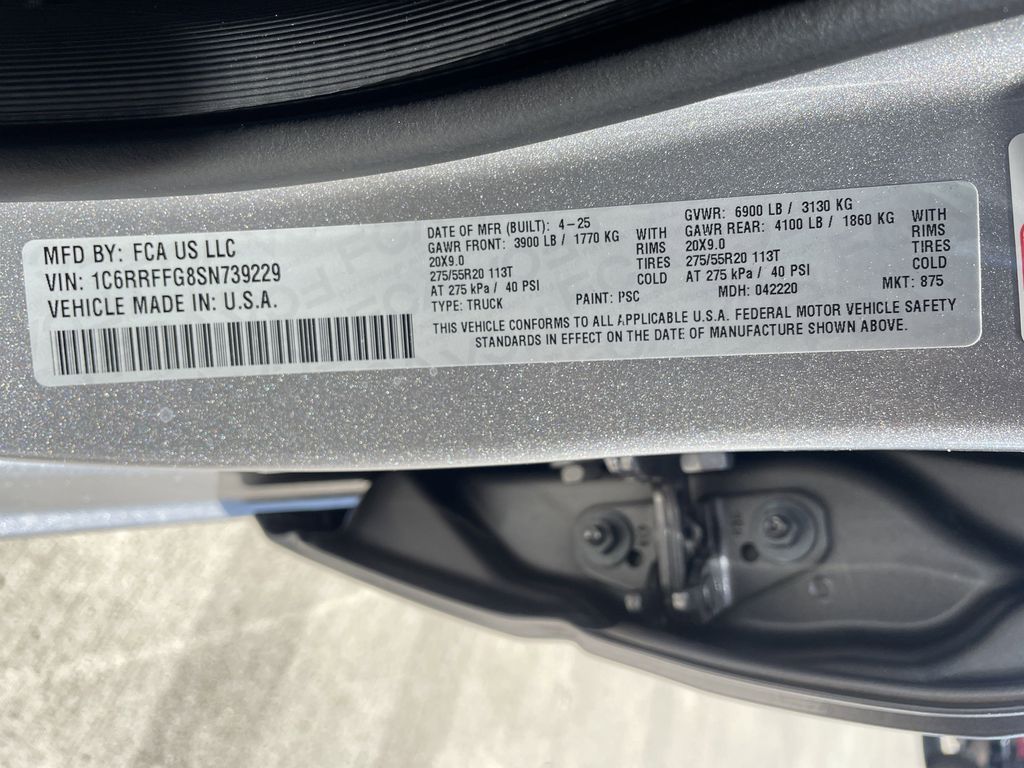 MFD BY: FCA US LLC
VIN: 1C6RRFFG8SN739229
VEHICLE MADE IN: U.S.A.
DATE OF MFR (BUILT): 4-25
GAWR FRONT: 3900 LB / 1770 KG WITH
20X9.0 RIMS
275/55R20 113T TIRES
AT 275 kPa / 40 PSI COLD
TYPE: TRUCK PAINT: PSC
GVWR: 6900 LB / 3130 KG
GAWR REAR: 4100 LB / 1860 KG WITH
20X9.0 RIMS
275/55R20 113T TIRES
AT 275 kPa / 40 PSI COLD
MDH: 042220 MKT: 875
THIS VEHICLE CONFORMS TO ALL APPLICABLE U.S.A. FEDERAL MOTOR VEHICLE SAFETY
STANDARDS IN EFFECT ON THE DATE OF MANUFACTURE SHOWN ABOVE.